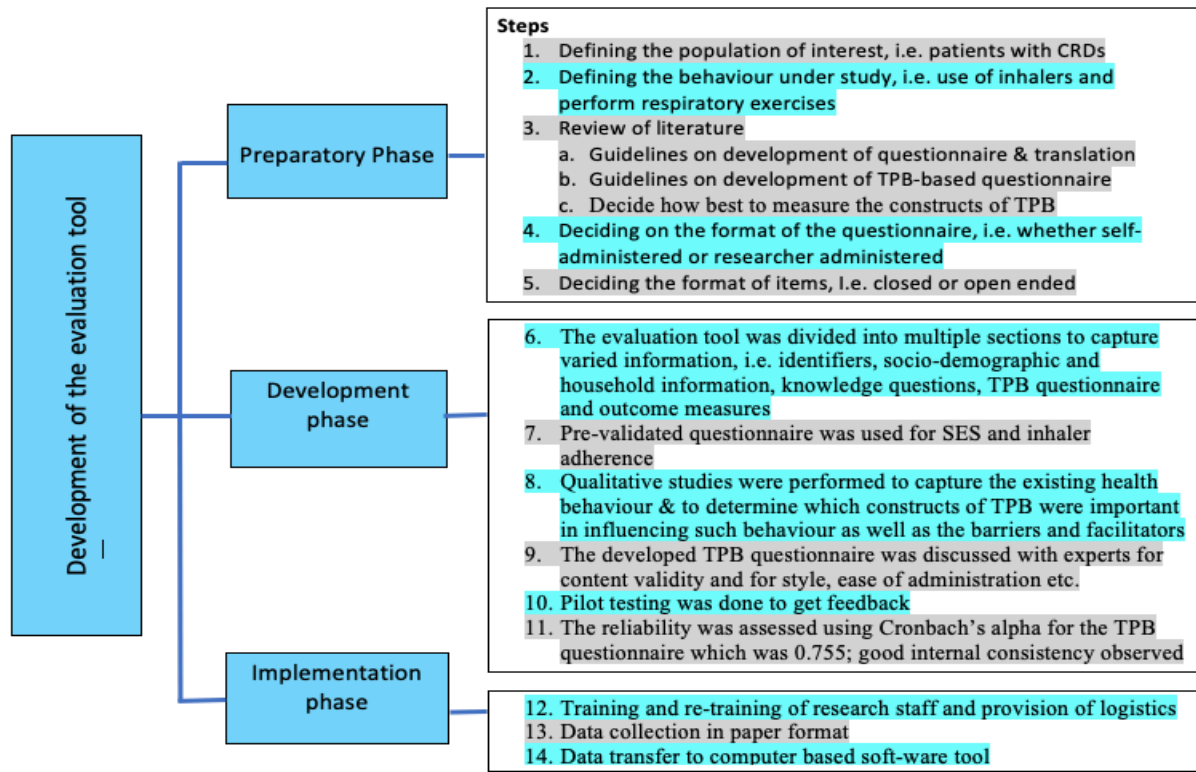 Development of the evaluation tool
Preparatory Phase
Steps
1. Defining the population of interest, i.e. patients with CRDs
2. Defining the behaviour under study, i.e. use of inhalers and
perform respiratory exercises
3. Review of literature
a. Guidelines on development of questionnaire & translation
b. Guidelines on development of TPB-based questionnaire
c. Decide how best to measure the constructs of TPB
4. Deciding on the format of the questionnaire, i.e. whether self-
administered or researcher administered
5. Deciding the format of items, I.e. closed or open ended
Development
phase
6. The evaluation tool was divided into multiple sections to capture
varied information, i.e. identifiers, socio-demographic and
household information, knowledge questions, TPB questionnaire
and outcome measures
7. Pre-validated questionnaire was used for SES and inhaler
adherence
8. Qualitative studies were performed to capture the existing health
behaviour & to determine which constructs of TPB were important
in influencing such behaviour as well as the barriers and facilitators
9. The developed TPB questionnaire was discussed with experts for
content validity and for style, ease of administration etc.
10. Pilot testing was done to get feedback
11. The reliability was assessed using Cronbach’s alpha for the TPB
questionnaire which was 0.755; good internal consistency observed
Implementation
phase
12. Training and re-training of research staff and provision of logistics
13. Data collection in paper format
14. Data transfer to computer based soft-ware tool